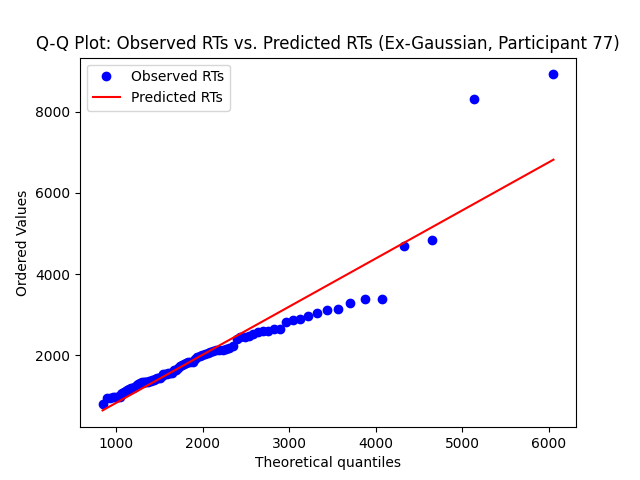 Q-Q Plot: Observed RTs vs. Predicted RTs (Ex-Gaussian, Participant 77)
Observed RTs
Predicted RTs
8000
6000
4000
2000
Ordered Values
1000 2000 3000 4000 5000 6000
Theoretical quantiles